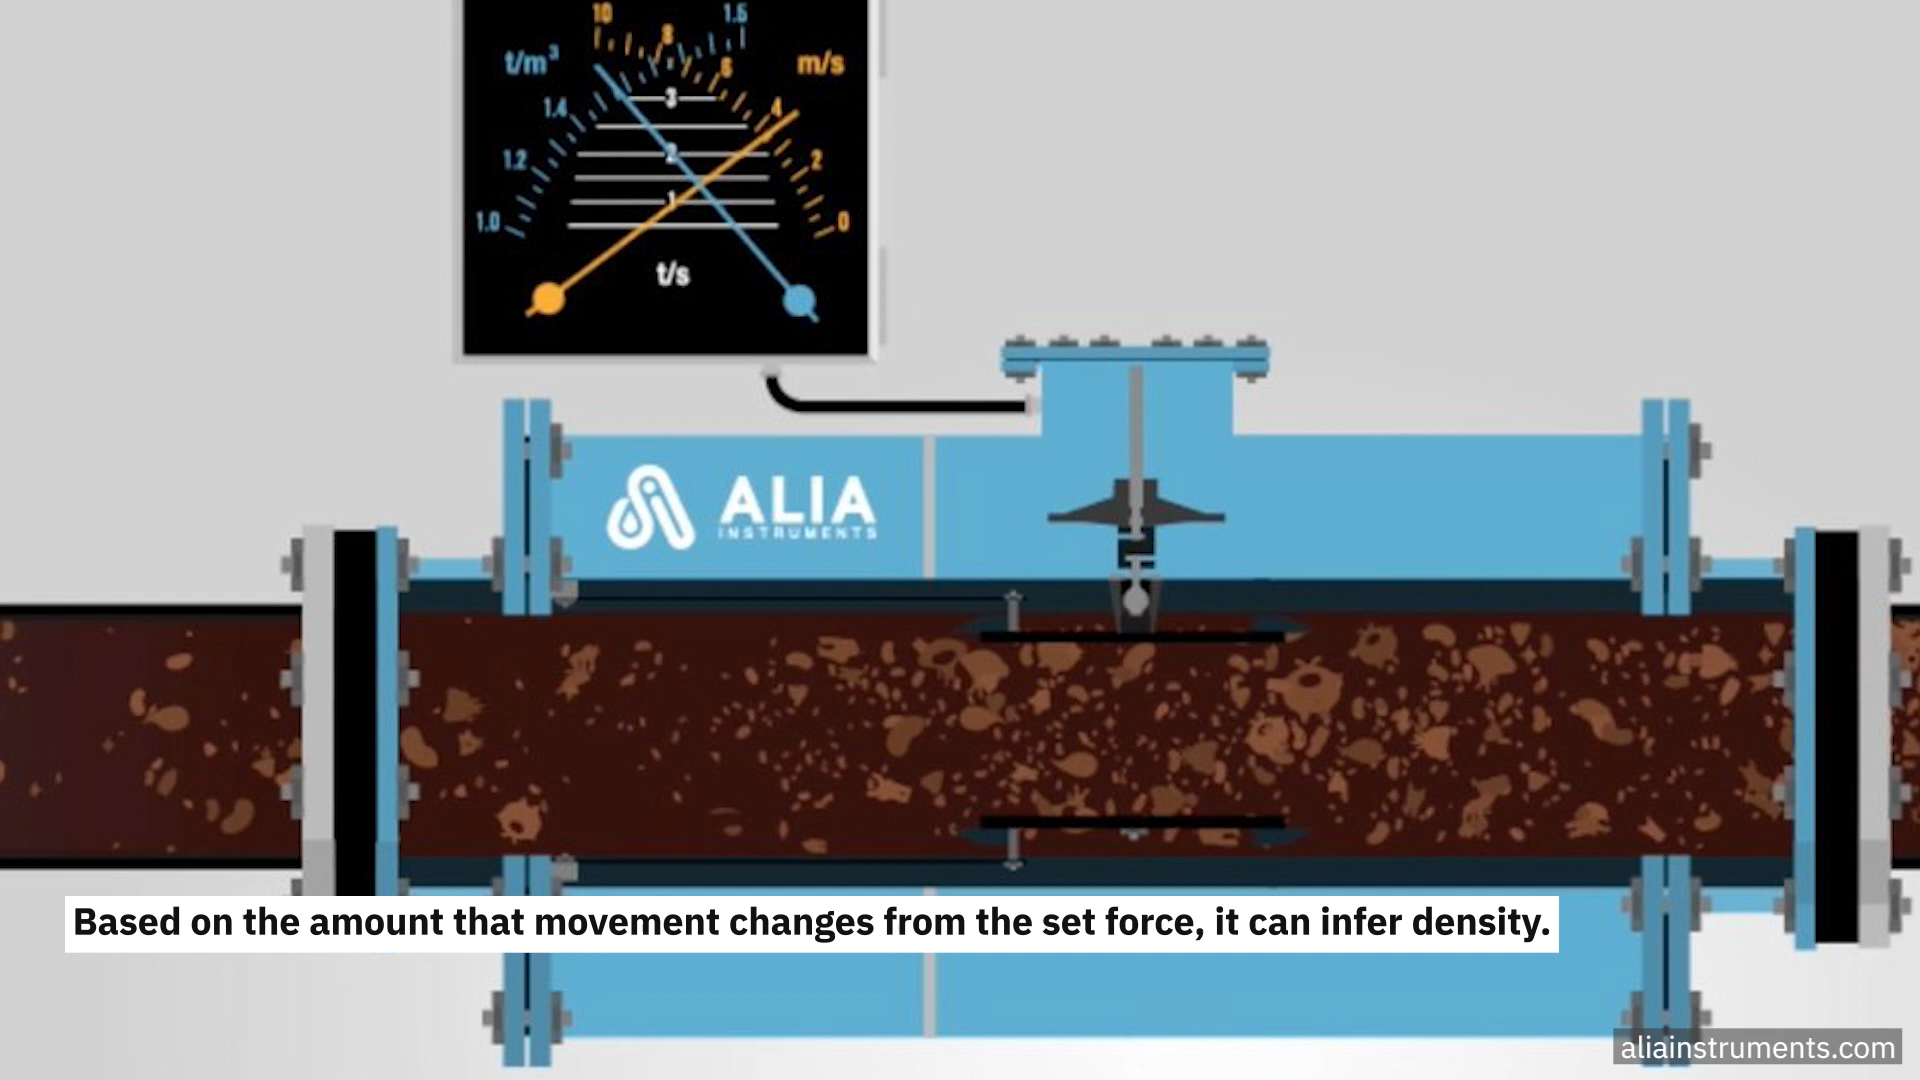 10
1.6
8
t/m³
m/s
6
3
1.4
4
2
1.2
2
1
1.0
0
t/s
ALIA
INSTRUMENTS
Based on the amount that movement changes from the set force, it can infer density.
aliainstruments.com